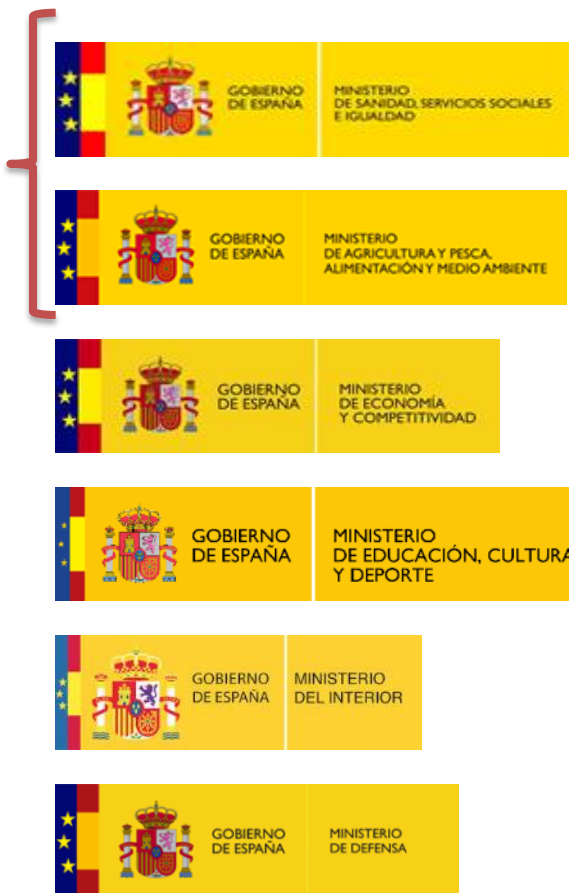 GOBIERNO
DE ESPAÑA
MINISTERIO
DE SANIDAD, SERVICIOS SOCIALES
E IGUALDAD
GOBIERNO
DE ESPAÑA
MINISTERIO
DE AGRICULTURA Y PESCA,
ALIMENTACIÓN Y MEDIO AMBIENTE
GOBIERNO
DE ESPAÑA
MINISTERIO
DE ECONOMÍA
Y COMPETITIVIDAD
GOBIERNO
DE ESPAÑA
MINISTERIO
DE EDUCACIÓN, CULTURA
Y DEPORTE
GOBIERNO
DE ESPAÑA
MINISTERIO
DEL INTERIOR
GOBIERNO
DE ESPAÑA
MINISTERIO
DE DEFENSA